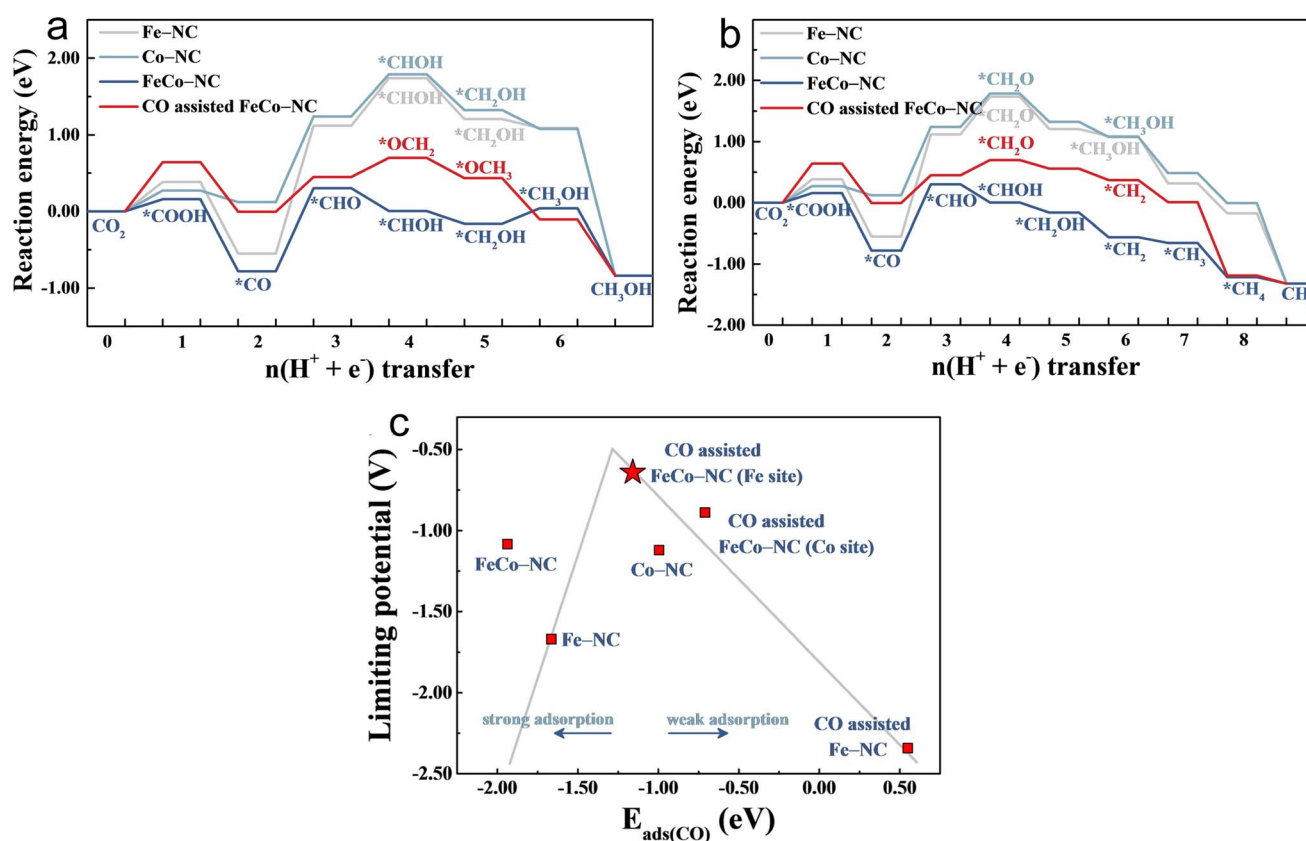 a
Fe−NC
Co−NC
FeCo−NC
CO assisted FeCo−NC
2.00
1.00
0.00
-1.00
Reaction energy (eV)
CO₂
*COOH
*CO
*CHO
*CHOH
*CHOH
*OCH₂
*CHOH
*CH₂OH
*CH₂OH
*OCH₃
*CH₂OH
*CH₃OH
CH₃OH
0 1 2 3 4 5 6
n(H⁺ + e⁻) transfer
b
Fe−NC
Co−NC
FeCo−NC
CO assisted FeCo−NC
2.00
1.00
0.00
-1.00
-2.00
Reaction energy (eV)
CO₂
*COOH
*CO
*CHO
*CH₂O
*CH₂O
*CH₂O
*CHOH
*CH₂OH
*CH₃OH
*CH₃OH
*CH₂
*CH₂
*CH₃
*CH₄
CH
0 1 2 3 4 5 6 7 8
n(H⁺ + e⁻) transfer
c
-0.50
-1.00
-1.50
-2.00
-2.50
Limiting potential (V)
CO assisted
FeCo−NC (Fe site)
CO assisted
FeCo−NC (Co site)
FeCo−NC
Co−NC
Fe−NC
strong adsorption
weak adsorption
CO assisted
Fe−NC
-2.00 -1.50 -1.00 -0.50 0.00 0.50
E_ads(CO) (eV)